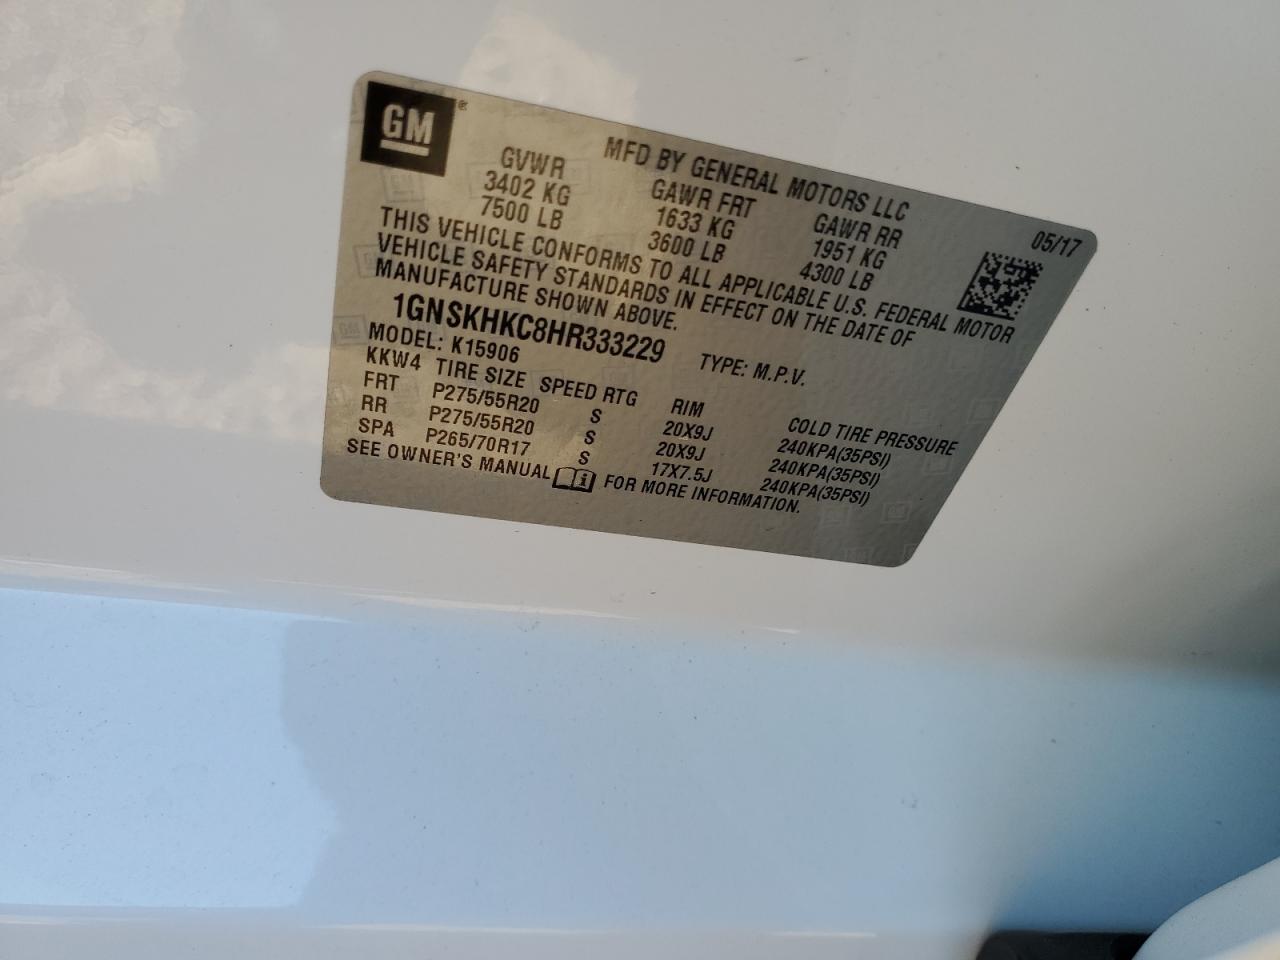 GM®
MFD BY GENERAL MOTORS LLC
05/17
GVWR GAWR FRT GAWR RR
3402 KG 1633 KG 1951 KG
7500 LB 3600 LB 4300 LB
THIS VEHICLE CONFORMS TO ALL APPLICABLE U.S. FEDERAL MOTOR
VEHICLE SAFETY STANDARDS IN EFFECT ON THE DATE OF
MANUFACTURE SHOWN ABOVE.
1GNSKHKC8HR333229 TYPE: M.P.V.
MODEL: K15906
KKW4 TIRE SIZE SPEED RTG RIM COLD TIRE PRESSURE
FRT P275/55R20 S 20X9J 240KPA(35PSI)
RR P275/55R20 S 20X9J 240KPA(35PSI)
SPA P265/70R17 S 17X7.5J 240KPA(35PSI)
SEE OWNER'S MANUAL FOR MORE INFORMATION.